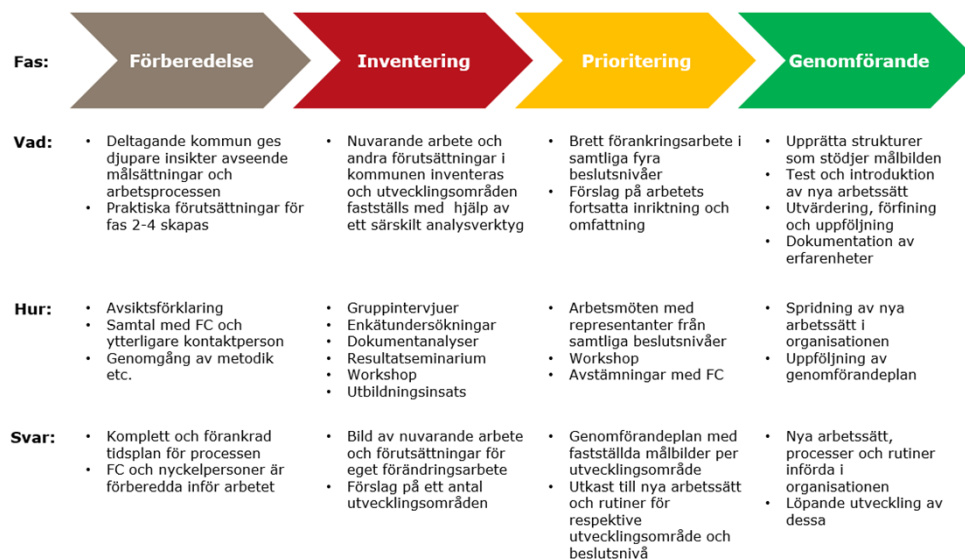 Fas:
Förberedelse
Inventering
Prioritering
Genomförande
Vad:
• Deltagande kommun ges
djupare insikter avseende
målsättningar och
arbetsprocessen
• Praktiska förutsättningar för
fas 2-4 skapas
• Nuvarande arbete och
andra förutsättningar i
kommunen inventeras
och utvecklingsområden
fastställs med hjälp av
ett särskilt analysverktyg
• Brett förankringsarbete i
samtliga fyra
beslutsnivåer
• Förslag på arbetets
fortsatta inriktning och
omfattning
• Upprätta strukturer
som stödjer målbilden
• Test och introduktion
av nya arbetssätt
• Utvärdering, förfining
och uppföljning
• Dokumentation av
erfarenheter
Hur:
• Avsiktsförklaring
• Samtal med FC och
ytterligare kontaktperson
• Genomgång av metodik
etc.
• Gruppintervjuer
• Enkätundersökningar
• Dokumentanalyser
• Resultatseminarium
• Workshop
• Utbildningsinsats
• Arbetsmöten med
representanter från
samtliga beslutsnivåer
• Workshop
• Avstämningar med FC
• Spridning av nya
arbetssätt i
organisationen
• Uppföljning av
genomförandeplan
Svar:
• Komplett och förankrad
tidsplan för processen
• FC och nyckelpersoner är
förberedda inför arbetet
• Bild av nuvarande arbete
och förutsättningar för
eget förändringsarbete
• Förslag på ett antal
utvecklingsområden
• Genomförandeplan med
fastställda målbilder per
utvecklingsområde
• Utkast till nya arbetssätt
och rutiner för
respektive
utvecklingsområde och
beslutsnivå
• Nya arbetssätt,
processer och rutiner
införda i
organisationen
• Löpande utveckling av
dessa